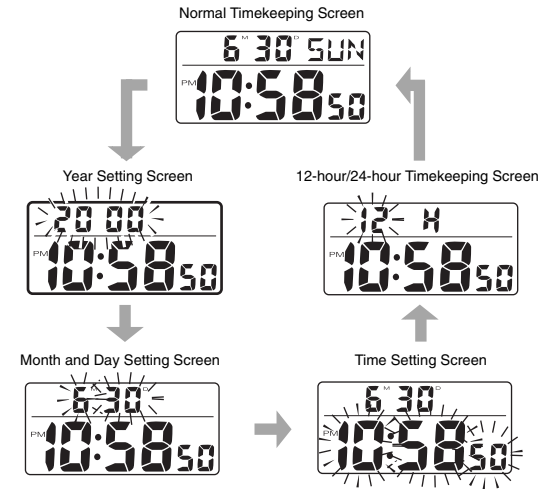 Normal Timekeeping Screen
6 M 30 D SUN
PM 10:58 50
Year Setting Screen
20 00
PM 10:58 50
12-hour/24-hour Timekeeping Screen
12 H
PM 10:58 50
Month and Day Setting Screen
6 M 30 D
PM 10:58 50
Time Setting Screen
6 M 30 D
PM 10:58 50